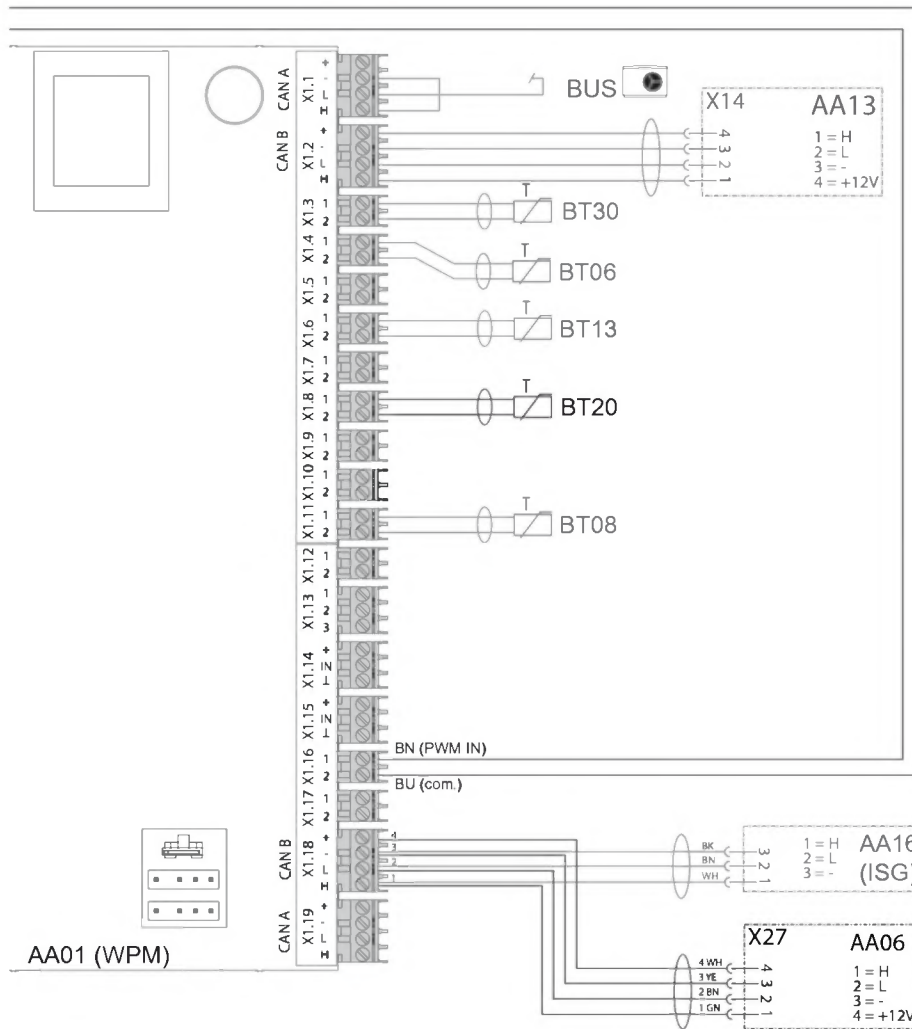 CAN A
X1.1
+
-
L
H
BUS
CAN B
X1.2
+
-
L
H
X14
AA13
4
3
2
1
1 = H
2 = L
3 = -
4 = +12V
X1.3
1
2
T
BT30
X1.4
1
2
T
BT06
X1.5
1
2
X1.6
1
2
T
BT13
X1.7
1
2
X1.8
1
2
T
BT20
X1.9
1
2
X1.10
1
2
X1.11
1
2
T
BT08
X1.12
1
2
X1.13
1
2
3
X1.14
+
IN
⊥
X1.15
+
IN
⊥
X1.16
1
2
BN (PWM IN)
BU (com.)
X1.17
1
2
CAN B
X1.18
+
-
L
H
4
3
2
1
BK
BN
WH
3
2
1
1 = H
2 = L
3 = -
AA16
(ISG)
CAN A
X1.19
+
-
L
H
AA01 (WPM)
X27
AA06
4 WH
3 YE
2 BN
1 GN
4
3
2
1
1 = H
2 = L
3 = -
4 = +12V